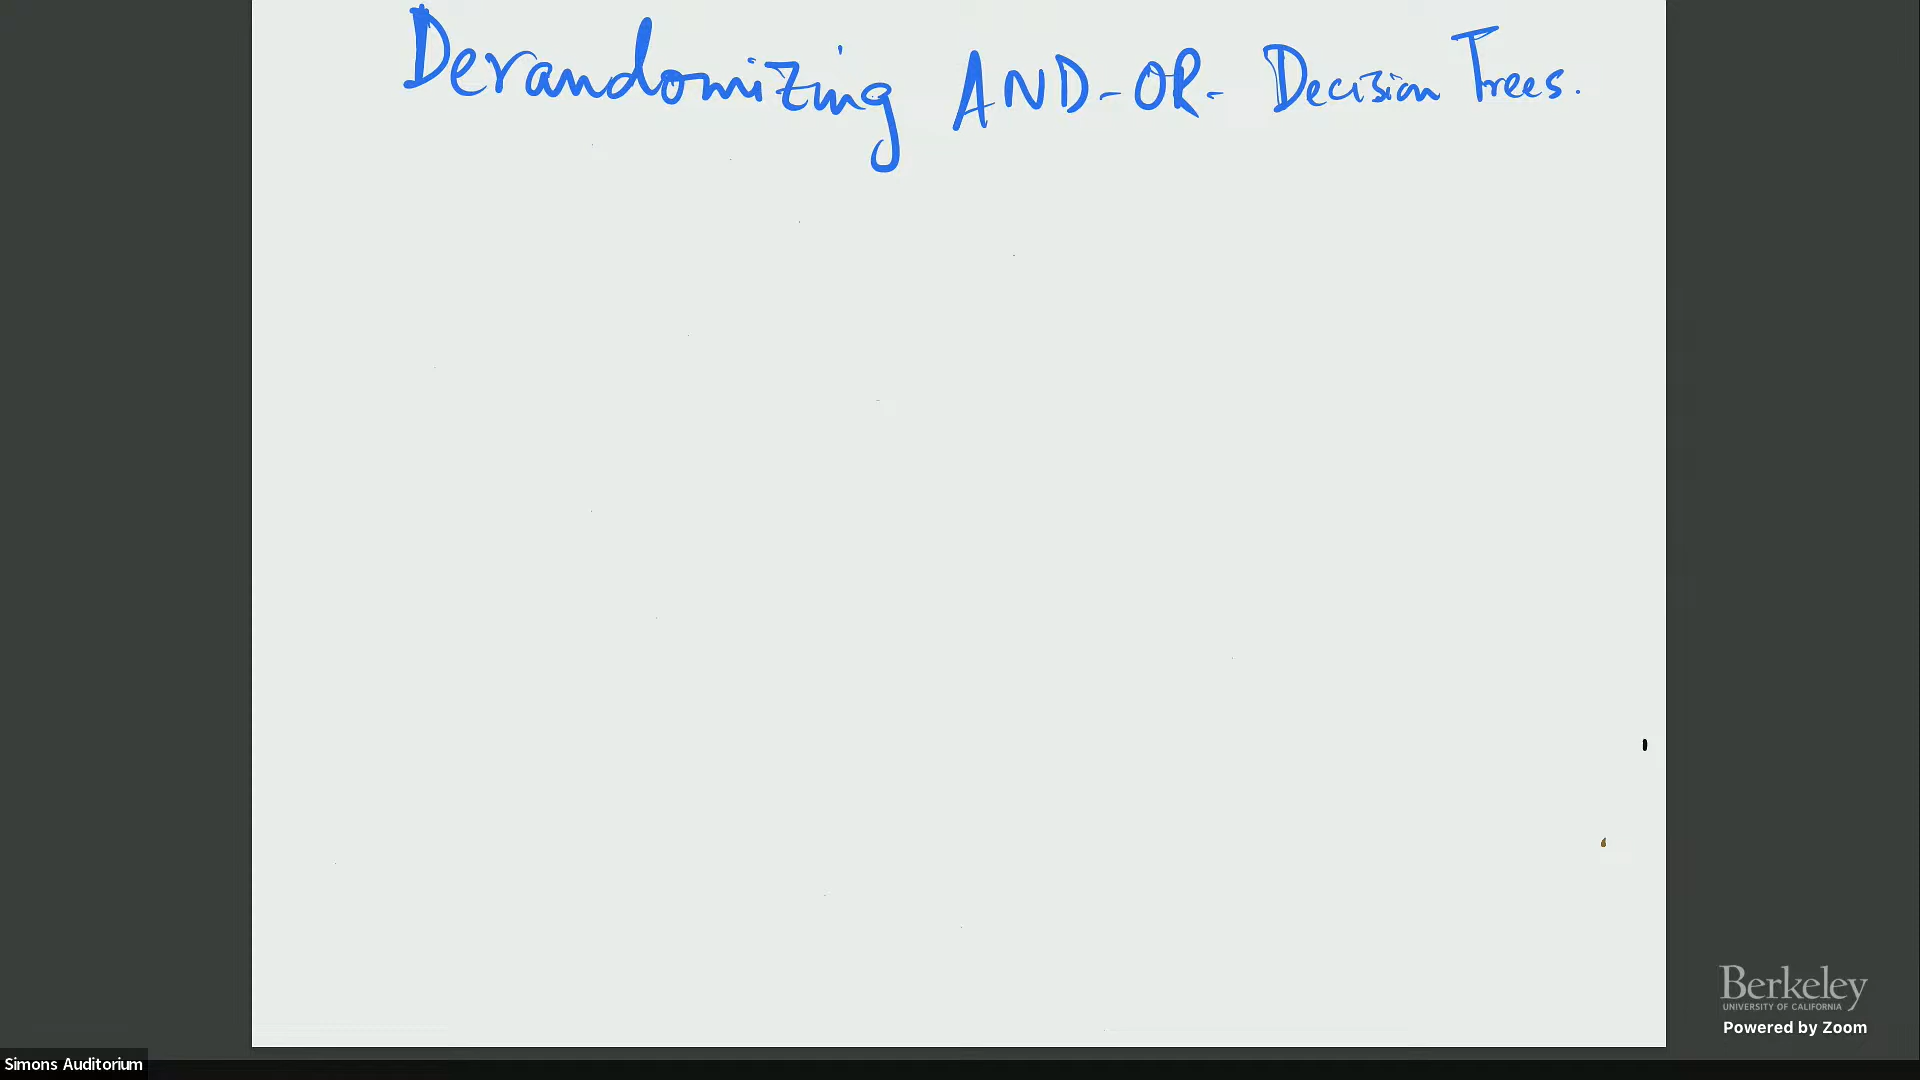 Derandomizing AND-OR- Decision Trees.
Berkeley
UNIVERSITY OF CALIFORNIA
Powered by Zoom
Simons Auditorium